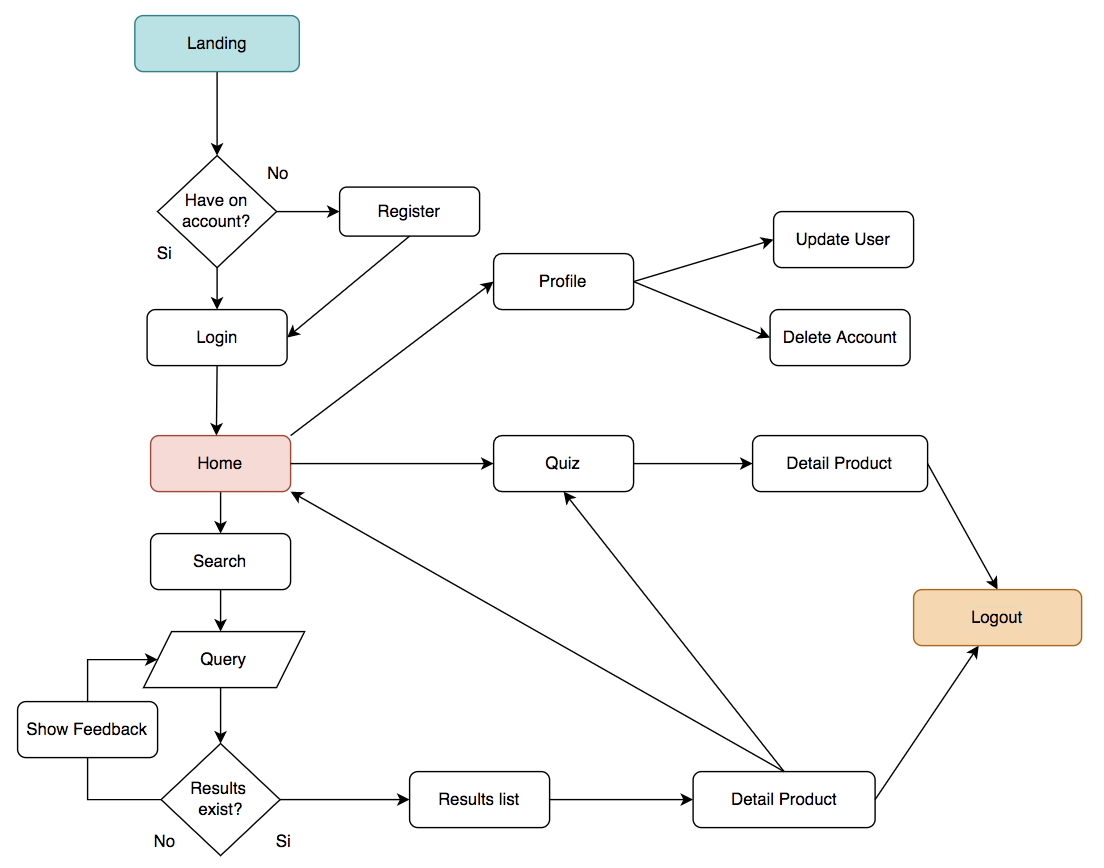 Landing
No
Have on
account?
Register
Si
Update User
Profile
Login
Delete Account
Home
Quiz
Detail Product
Search
Logout
Query
Show Feedback
Results
exist?
Results list
Detail Product
No
Si